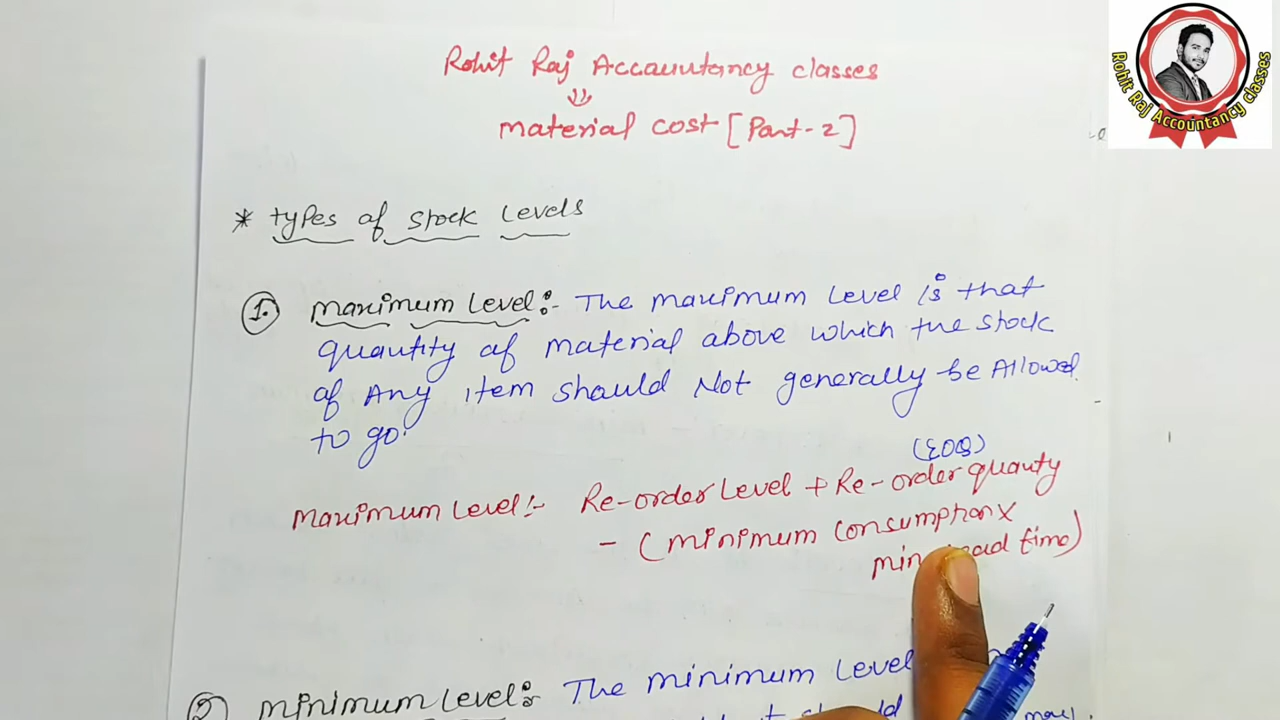 Rohit Raj Accountancy classes
material cost [Part-2]
* types of stock Levels
1. maximum Level:- The maximum Level is that
quantity of material above which the stock
of Any item should Not generally be Allowed
to go.
(EOQ)
maximum Level:- Re-order Level + Re-order quanty
- (minimum consumption x
min time)
2) minimum Level:- The minimum Level
Rohit Raj Accountancy classes